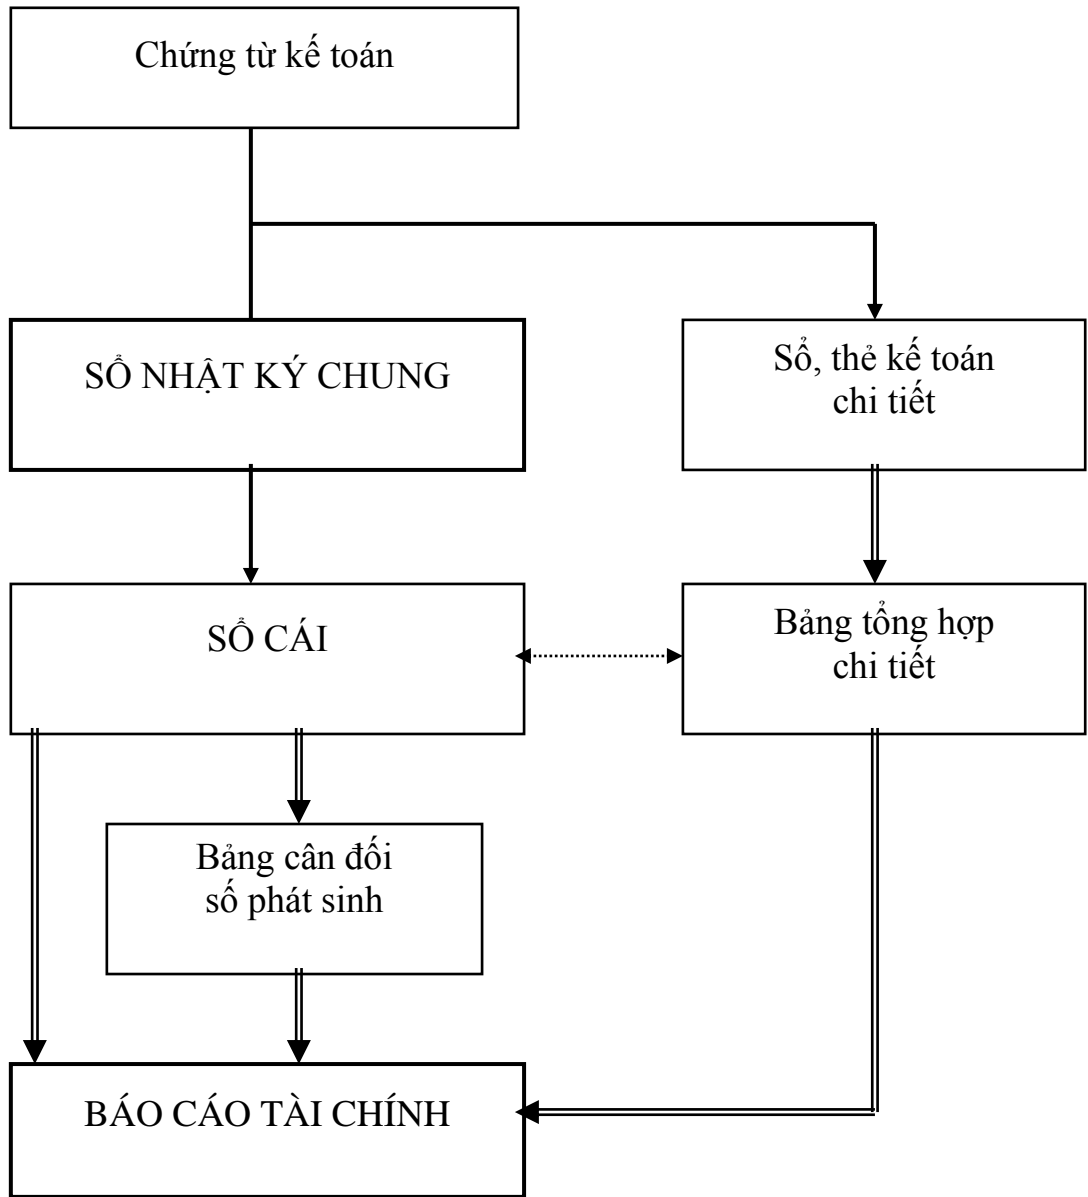 Chứng từ kế toán
SỔ NHẬT KÝ CHUNG
Sổ, thẻ kế toán
chi tiết
SỔ CÁI
Bảng tổng hợp
chi tiết
Bảng cân đối
số phát sinh
BÁO CÁO TÀI CHÍNH